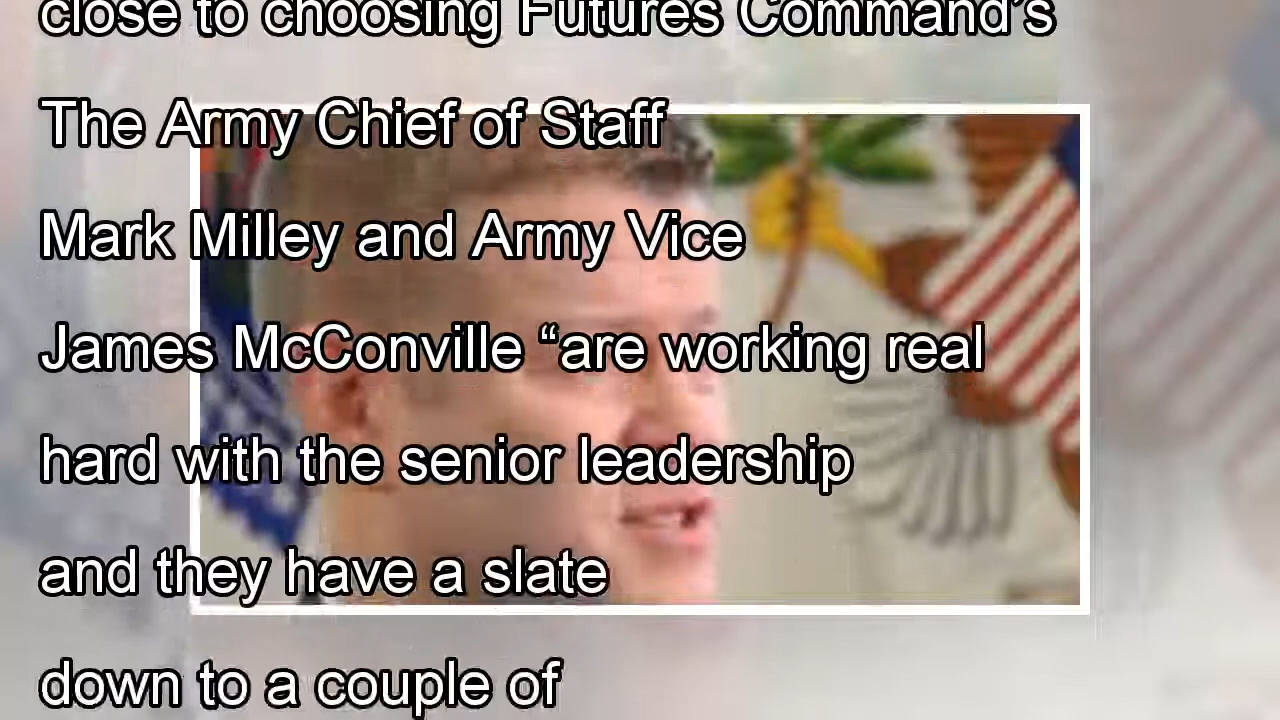 close to choosing Futures Command’s
The Army Chief of Staff
Mark Milley and Army Vice
James McConville “are working real
hard with the senior leadership
and they have a slate
down to a couple of